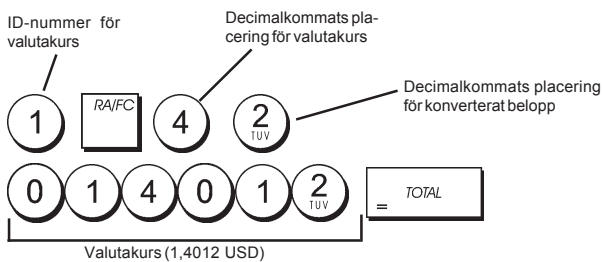 ID-nummer för
valutakurs
Decimalkommats pla-
cering för valutakurs
Decimalkommats placering
för konverterat belopp
1 RA/FC 4 2
TUV
0 1 4 0 1 2
TUV
= TOTAL
Valutakurs (1,4012 USD)